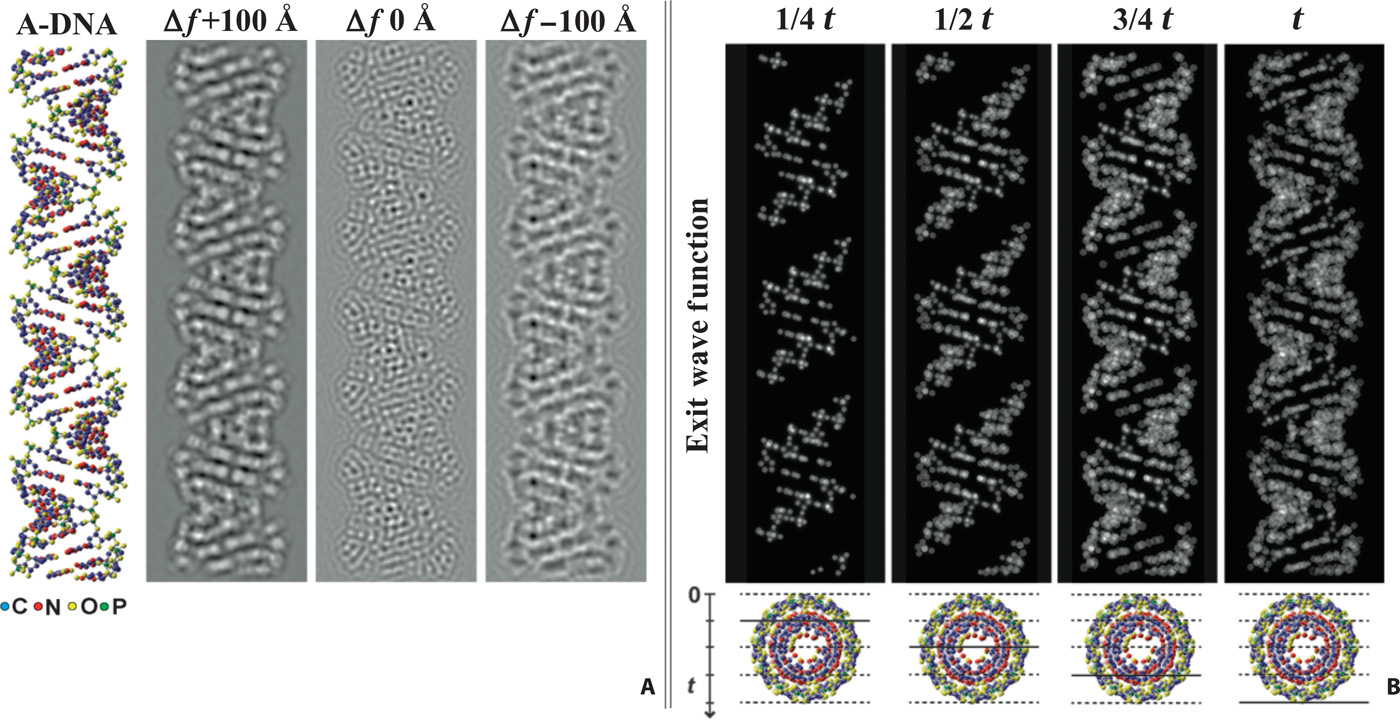 A-DNA
Δf+100 Å
Δf 0 Å
Δf−100 Å
C N O P
A
Exit wave function
1/4 t
1/2 t
3/4 t
t
0
t
B